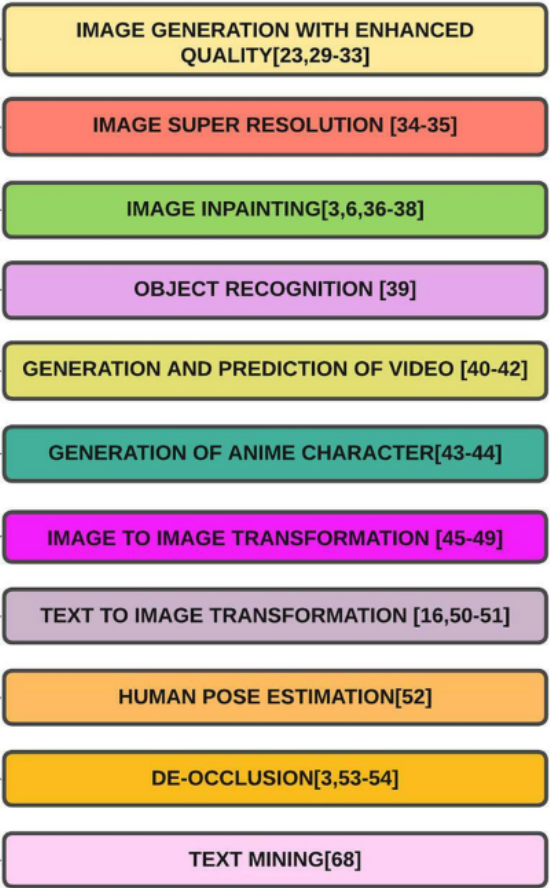 IMAGE GENERATION WITH ENHANCED
QUALITY[23,29-33]
IMAGE SUPER RESOLUTION [34-35]
IMAGE INPAINTING[3,6,36-38]
OBJECT RECOGNITION [39]
GENERATION AND PREDICTION OF VIDEO [40-42]
GENERATION OF ANIME CHARACTER[43-44]
IMAGE TO IMAGE TRANSFORMATION [45-49]
TEXT TO IMAGE TRANSFORMATION [16,50-51]
HUMAN POSE ESTIMATION[52]
DE-OCCLUSION[3,53-54]
TEXT MINING[68]